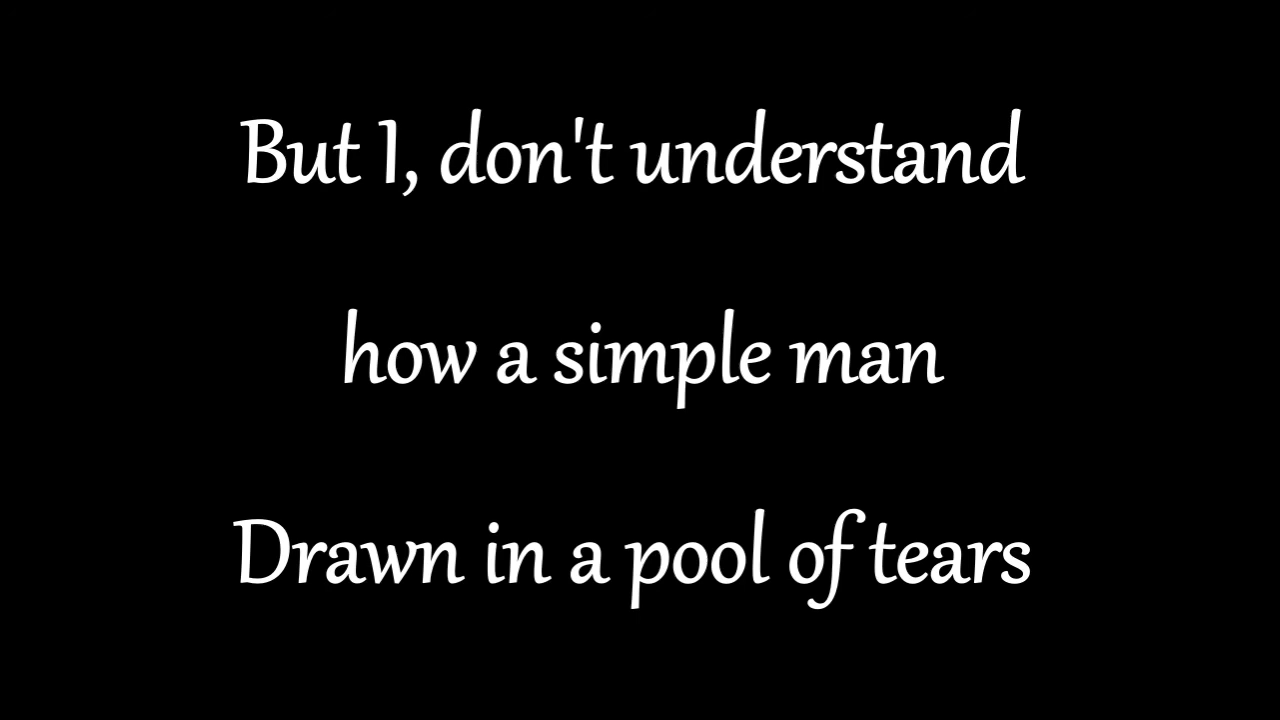 But I, don't understand
how a simple man
Drawn in a pool of tears